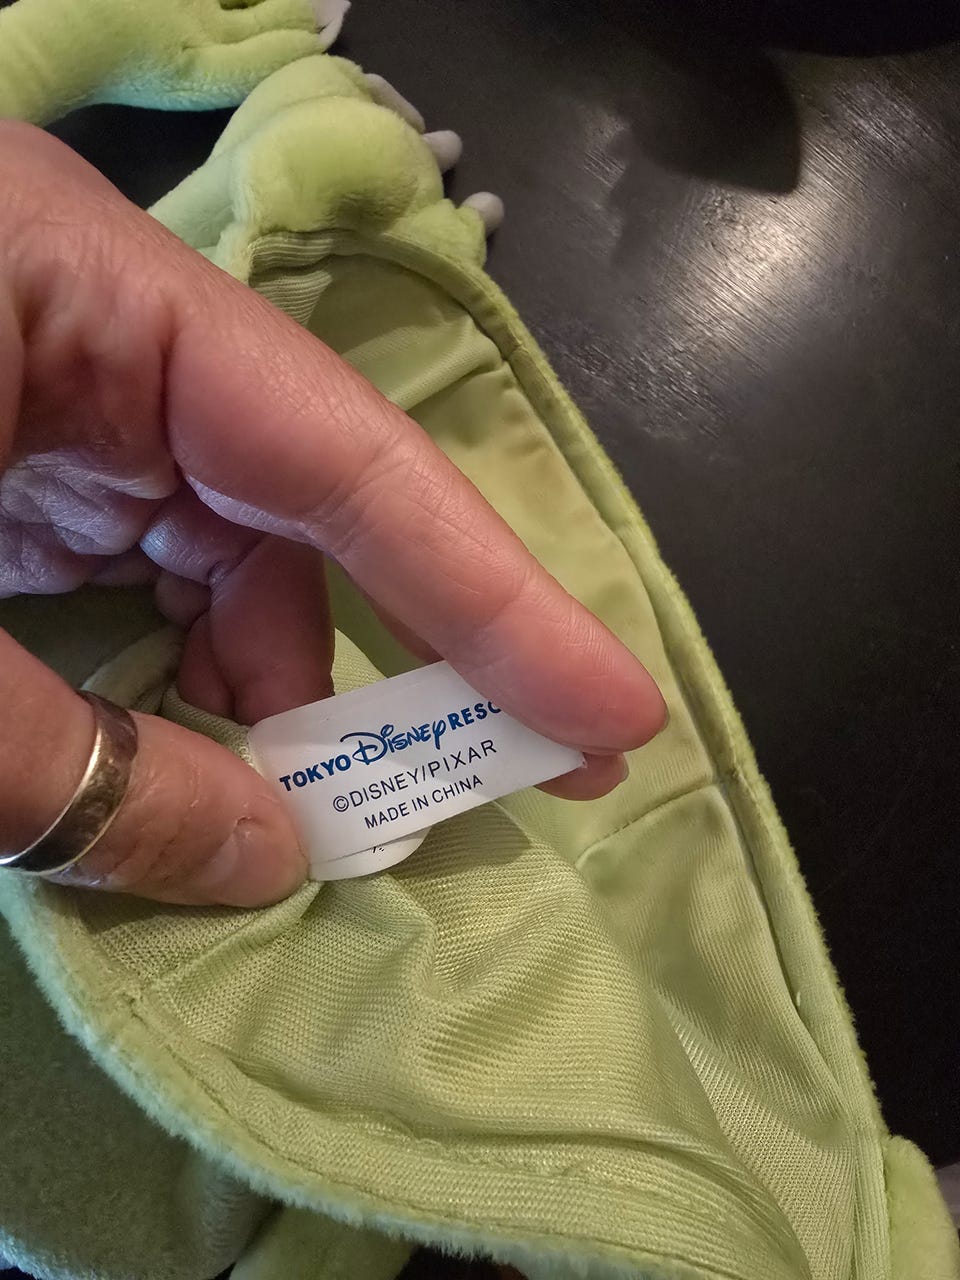 TOKYO DISNEY RESO
©DISNEY/PIXAR
MADE IN CHINA